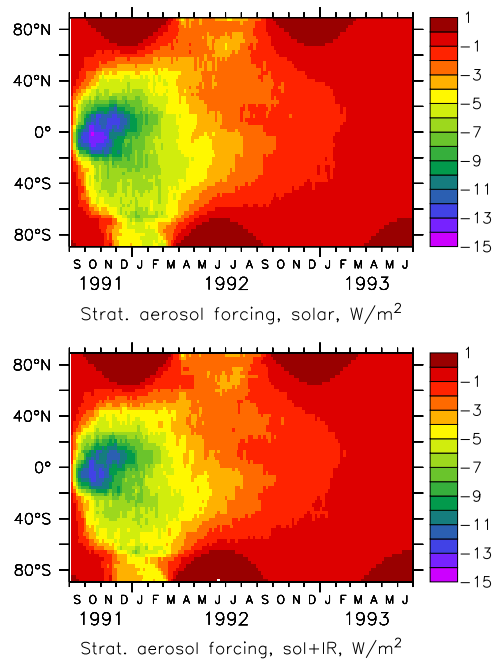 80°N
40°N
0°
40°S
80°S
S O N D J F M A M J J A S O N D J F M A M J
1991 1992 1993
1
−1
−3
−5
−7
−9
−11
−13
−15
Strat. aerosol forcing, solar, W/m²
80°N
40°N
0°
40°S
80°S
S O N D J F M A M J J A S O N D J F M A M J
1991 1992 1993
1
−1
−3
−5
−7
−9
−11
−13
−15
Strat. aerosol forcing, sol+IR, W/m²